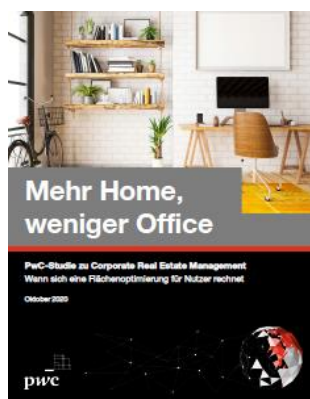 Mehr Home,
weniger Office
PwC-Studie zu Corporate Real Estate Management
Wann sich eine Flächenoptimierung für Nutzer rechnet
Oktober 2020
pwc